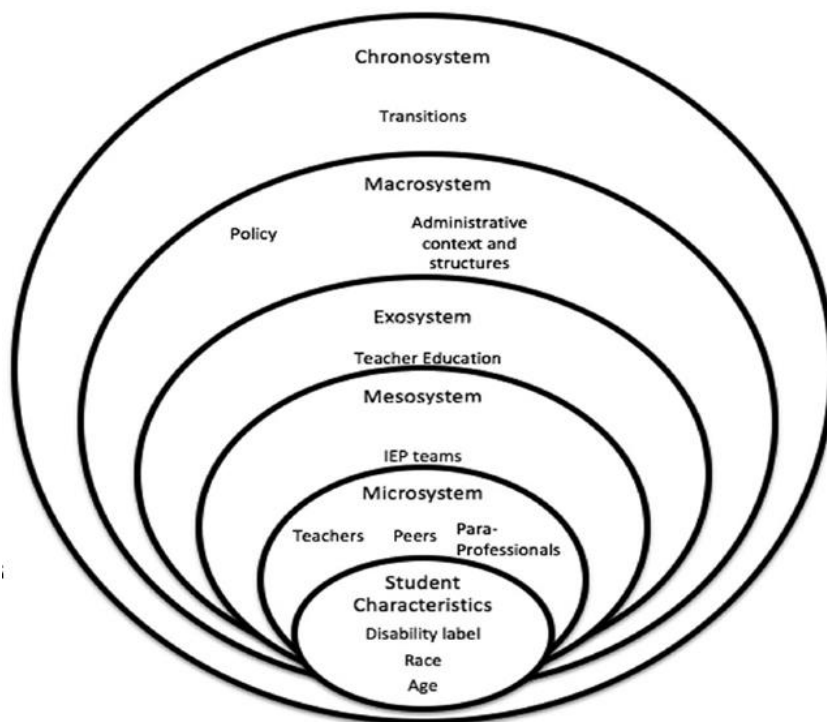 Chronosystem
Transitions
Macrosystem
Policy
Administrative
context and
structures
Exosystem
Teacher Education
Mesosystem
IEP teams
Microsystem
Teachers Peers Para-
Professionals
Student
Characteristics
Disability label
Race
Age